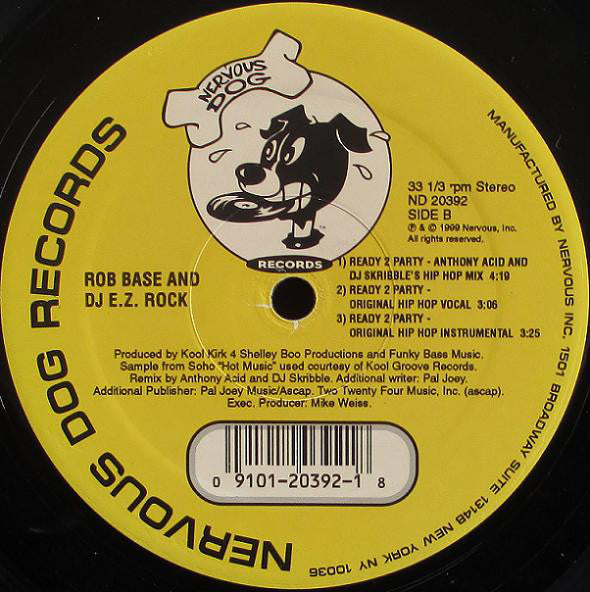 NERVOUS
DOG
RECORDS
NERVOUS DOG RECORDS
MANUFACTURED BY NERVOUS INC. 1501 BROADWAY SUITE 1314B NEW YORK NY 10036
33 1/3 rpm Stereo
ND 20392
SIDE B
℗ & © 1999 Nervous, Inc.
All rights reserved.
ROB BASE AND
DJ E.Z. ROCK
1) READY 2 PARTY - ANTHONY ACID AND
DJ SKRIBBLE'S HIP HOP MIX 4:19
2) READY 2 PARTY -
ORIGINAL HIP HOP VOCAL 3:06
3) READY 2 PARTY -
ORIGINAL HIP HOP INSTRUMENTAL 3:25
Produced by Kool Kirk 4 Shelley Boo Productions and Funky Bass Music.
Sample from Soho "Hot Music" used courtesy of Kool Groove Records.
Remix by Anthony Acid and DJ Skribble. Additional writer: Pal Joey.
Additional Publisher: Pal Joey Music/Ascap. Two Twenty Four Music, Inc. (ascap).
Exec. Producer: Mike Weiss.
0 9101-20392-1 8